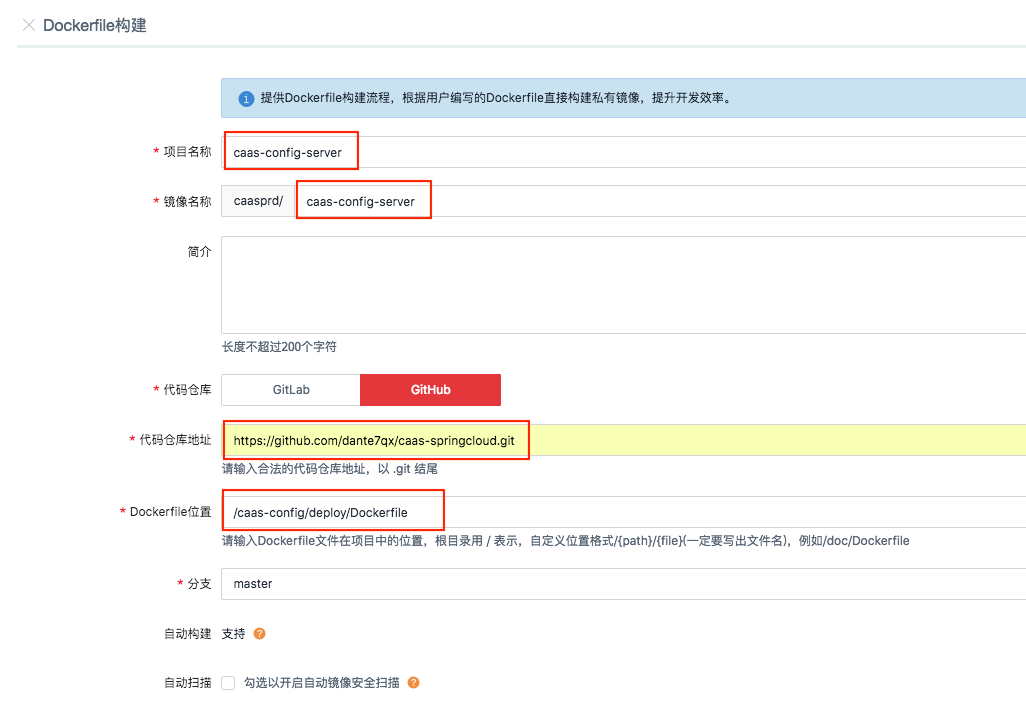 Dockerfile构建
提供Dockerfile构建流程，根据用户编写的Dockerfile直接构建私有镜像，提升开发效率。
* 项目名称 caas-config-server
* 镜像名称 caasprd/ caas-config-server
简介
长度不超过200个字符
* 代码仓库 GitLab GitHub
* 代码仓库地址 https://github.com/dante7qx/caas-springcloud.git
请输入合法的代码仓库地址，以 .git 结尾
* Dockerfile位置 /caas-config/deploy/Dockerfile
请输入Dockerfile文件在项目中的位置，根目录用 / 表示，自定义位置格式/{path}/{file}(一定要写出文件名)，例如/doc/Dockerfile
* 分支 master
自动构建 支持 ?
自动扫描 勾选以开启自动镜像安全扫描 ?